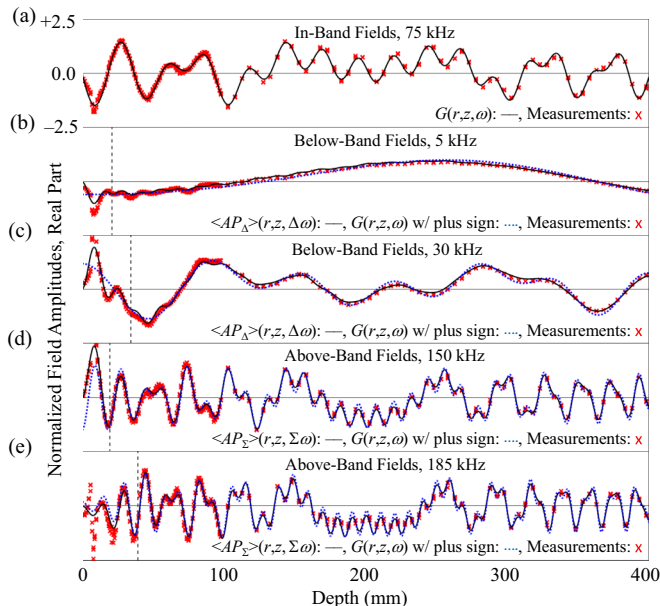 (a)
+2.5
In-Band Fields, 75 kHz
0.0
G(r,z,ω): —, Measurements: x
(b)
−2.5
Below-Band Fields, 5 kHz
<AP_Δ>(r,z, Δω): —, G(r,z,ω) w/ plus sign: ····, Measurements: x
(c)
Below-Band Fields, 30 kHz
<AP_Δ>(r,z, Δω): —, G(r,z,ω) w/ plus sign: ····, Measurements: x
(d)
Above-Band Fields, 150 kHz
<AP_Σ>(r,z, Σω): —, G(r,z,ω) w/ plus sign: ····, Measurements: x
(e)
Above-Band Fields, 185 kHz
<AP_Σ>(r,z, Σω): —, G(r,z,ω) w/ plus sign: ····, Measurements: x
Normalized Field Amplitudes, Real Part
0 100 200 300 400
Depth (mm)